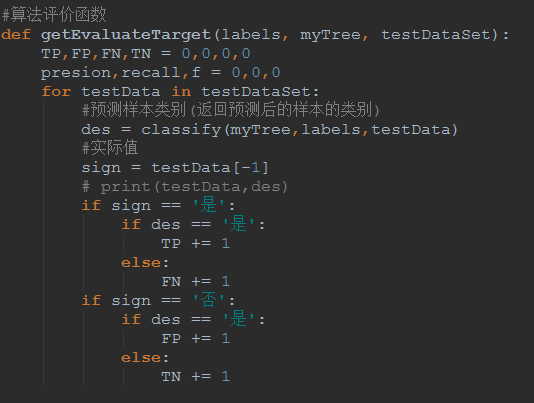 #算法评价函数
def getEvaluateTarget(labels, myTree, testDataSet):
    TP,FP,FN,TN = 0,0,0,0
    presion,recall,f = 0,0,0
    for testData in testDataSet:
        #预测样本类别(返回预测后的样本的类别)
        des = classify(myTree,labels,testData)
        #实际值
        sign = testData[-1]
        # print(testData,des)
        if sign == '是':
            if des == '是':
                TP += 1
            else:
                FN += 1
        if sign == '否':
            if des == '是':
                FP += 1
            else:
                TN += 1